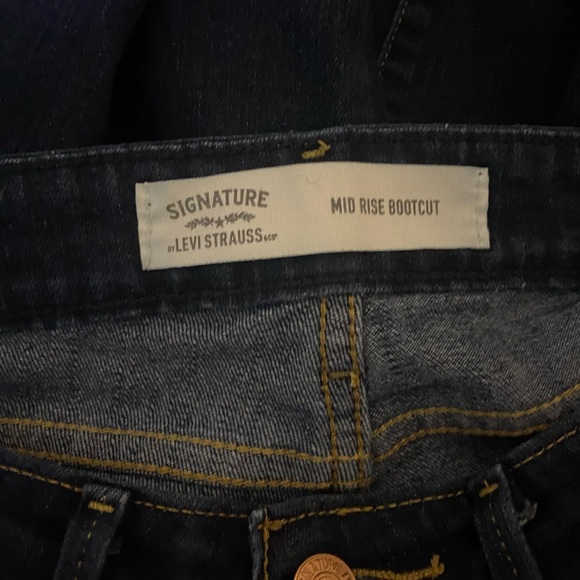 SIGNATURE
BY LEVI STRAUSS & CO
MID RISE BOOTCUT